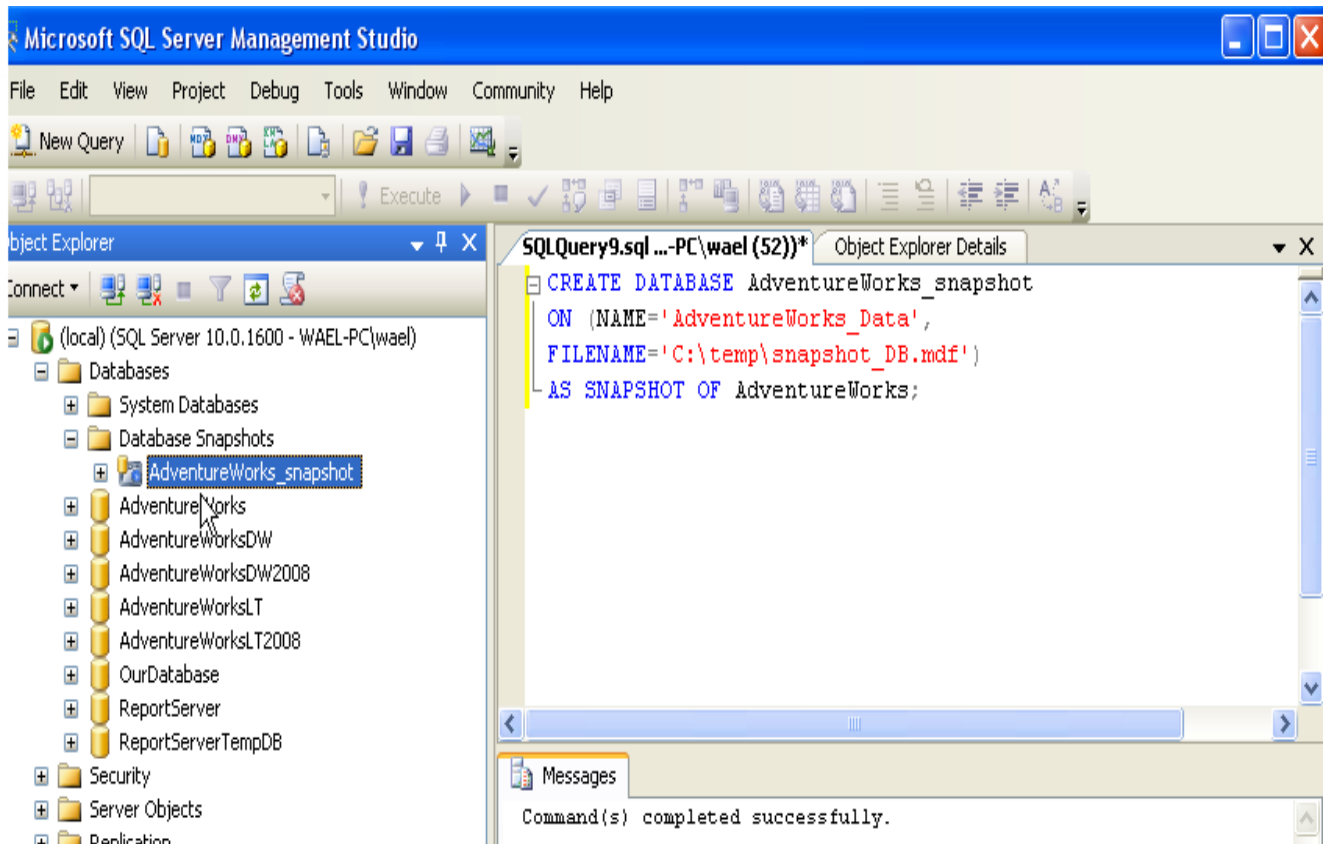 Microsoft SQL Server Management Studio
File Edit View Project Debug Tools Window Community Help
New Query
Execute
bject Explorer
SQLQuery9.sql ...-PC\wael (52))* Object Explorer Details
Connect
(local) (SQL Server 10.0.1600 - WAEL-PC\wael)
Databases
System Databases
Database Snapshots
AdventureWorks_snapshot
AdventureWorks
AdventureWorksDW
AdventureWorksDW2008
AdventureWorksLT
AdventureWorksLT2008
OurDatabase
ReportServer
ReportServerTempDB
Security
Server Objects
Replication
CREATE DATABASE AdventureWorks_snapshot
ON (NAME='AdventureWorks_Data',
FILENAME='C:\temp\snapshot_DB.mdf')
AS SNAPSHOT OF AdventureWorks;
Messages
Command(s) completed successfully.